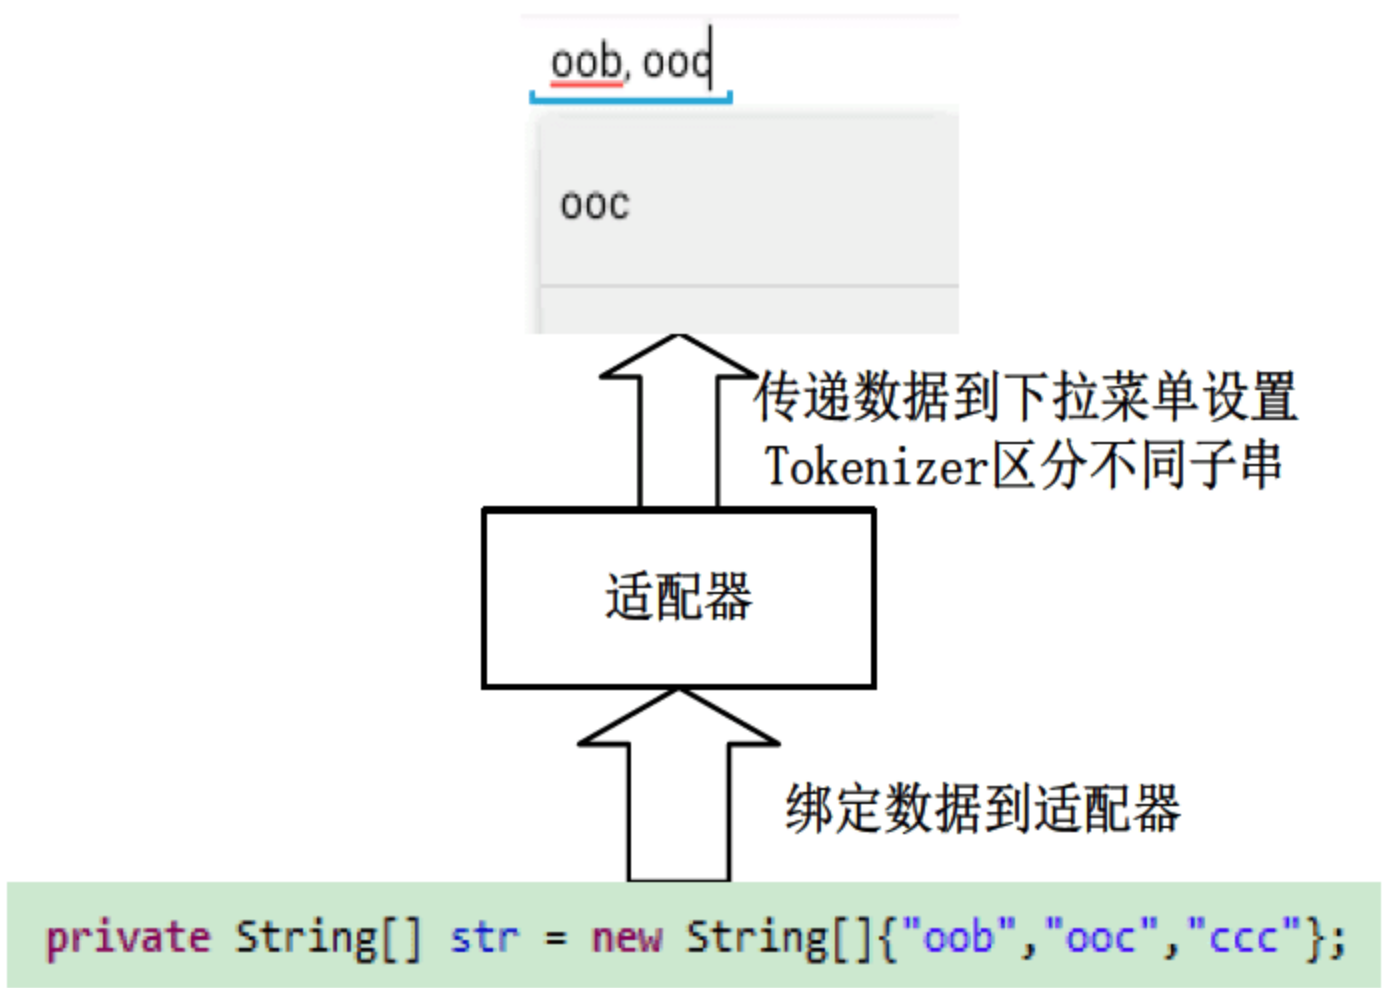 oob, ooc
ooc
传递数据到下拉菜单设置
Tokenizer区分不同子串
适配器
绑定数据到适配器
private String[] str = new String[]{"oob","ooc","ccc"};